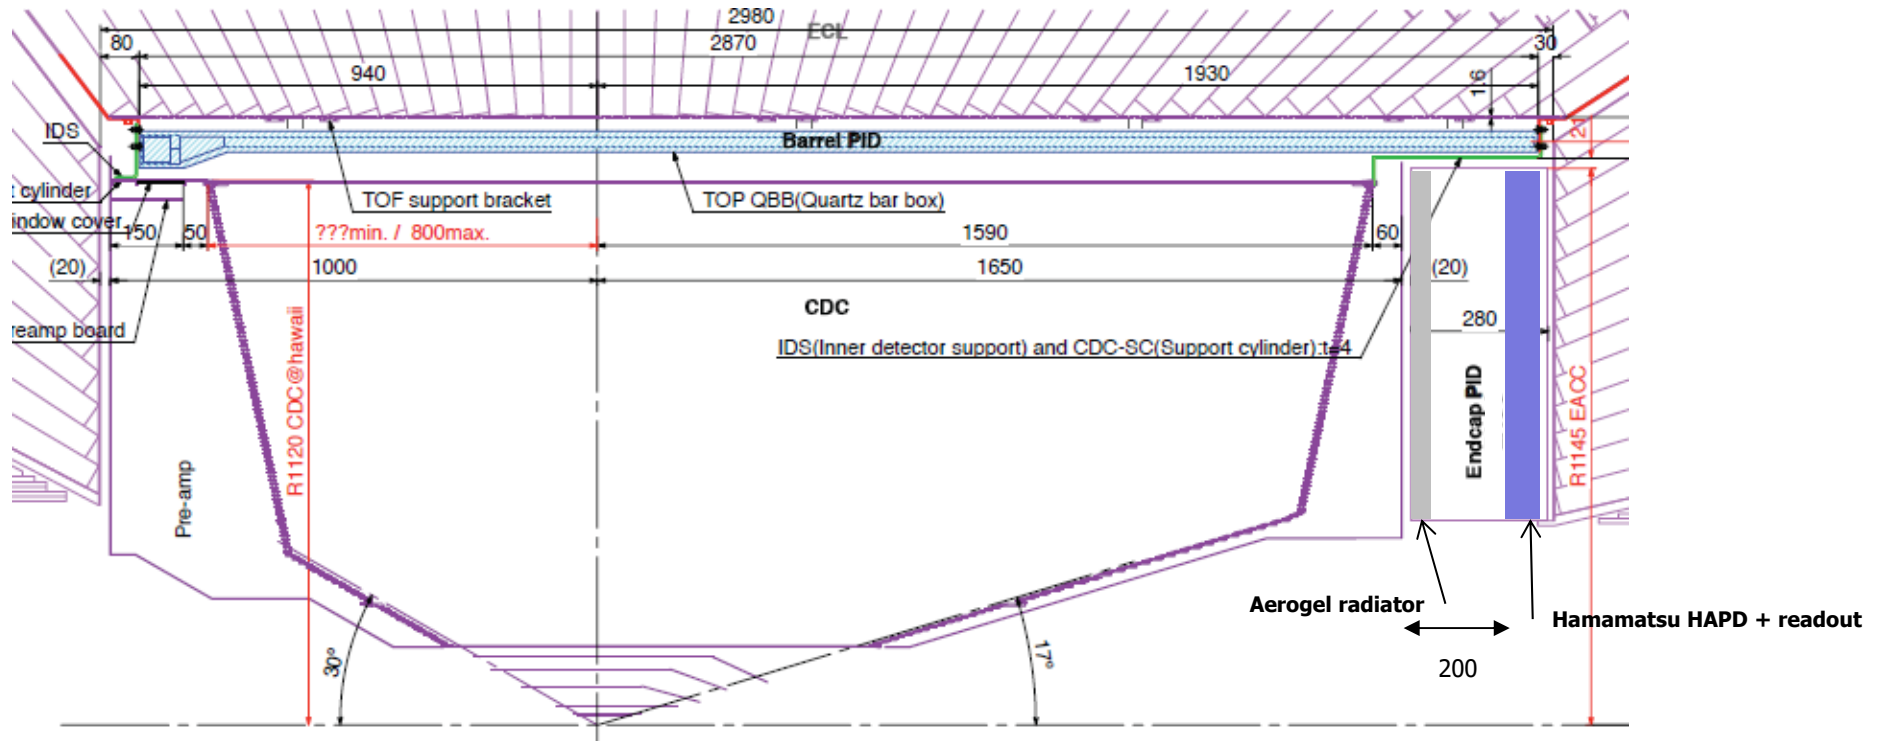 2980
ECL
80
2870
30
940
1930
16
IDS
Barrel PID
21
t cylinder
TOF support bracket
TOP QBB(Quartz bar box)
indow cover
150
50
???min. / 800max.
1590
60
(20)
1000
1650
(20)
CDC
reamp board
280
IDS(Inner detector support) and CDC-SC(Support cylinder):t=4
R1120 CDC@hawaii
Endcap PID
R1145 EACC
Pre-amp
Aerogel radiator
Hamamatsu HAPD + readout
30°
17°
200